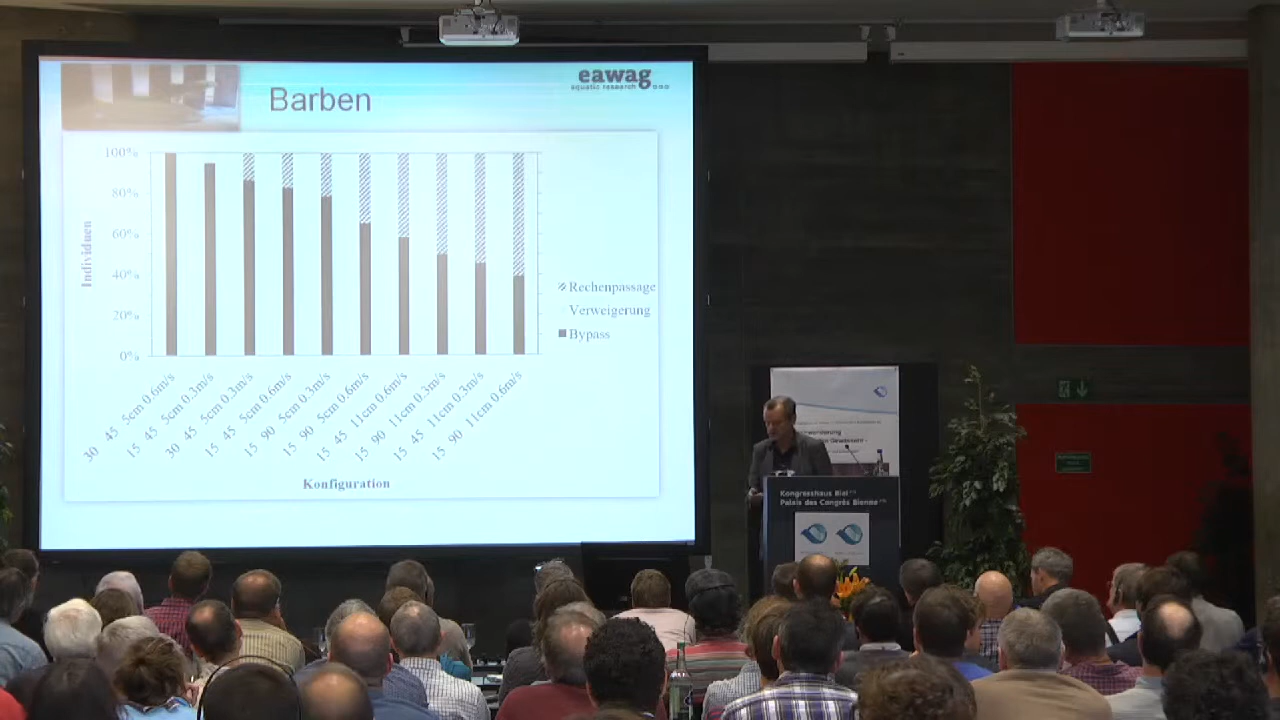 eawag
aquatic research
Barben
100%
80%
60%
40%
20%
0%
Individuen
Rechenpassage
Verweigerung
Bypass
30 45 5cm 0.6m/s
15 45 5cm 0.3m/s
30 45 5cm 0.3m/s
15 45 5cm 0.6m/s
15 90 5cm 0.3m/s
15 90 5cm 0.6m/s
15 45 11cm 0.6m/s
15 90 11cm 0.3m/s
15 45 11cm 0.3m/s
15 90 11cm 0.6m/s
Konfiguration
Kongresshaus Biel
Palais des Congrès Bienne